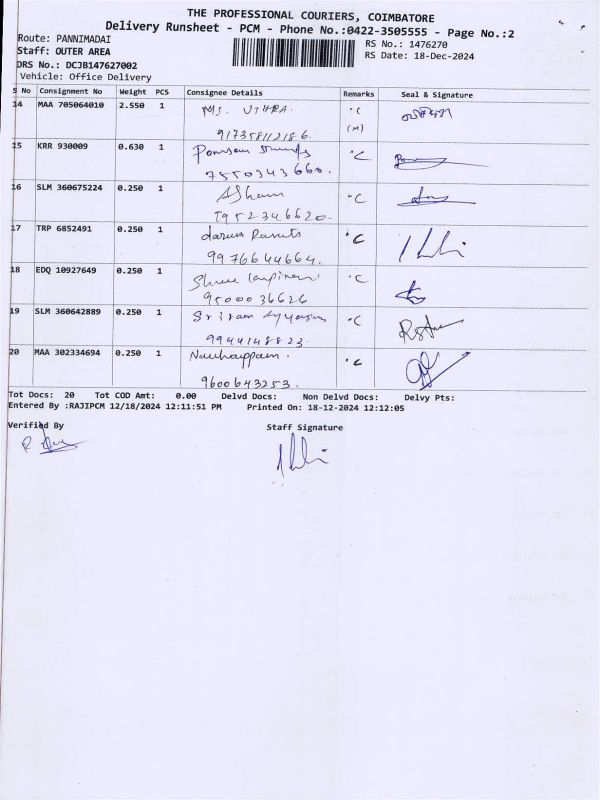 THE PROFESSIONAL COURIERS, COIMBATORE
Delivery Runsheet - PCM - Phone No.:0422-3505555 - Page No.:2
Route: PANNIMADAI
Staff: OUTER AREA
DRS No.: DCJB147627002
Vehicle: Office Delivery
RS No.: 1476270
RS Date: 18-Dec-2024
S No Consignment No Weight PCS Consignee Details Remarks Seal & Signature
14 MAA 705064010 2.550 1 MS. UTHRA °C
917358112186 (M)
15 KRR 930009 0.630 1 °C
7550343660.
16 SLM 360675224 0.250 1 °C
9952346620.
17 TRP 6852491 0.250 1 °C
9976644664.
18 EDQ 10927649 0.250 1 °C
9500036626
19 SLM 360642889 0.250 1 Sriram °C
9944148823
20 MAA 302334694 0.250 1 °C
9600643253.
Tot Docs: 20 Tot COD Amt: 0.00 Delvd Docs: Non Delvd Docs: Delvy Pts:
Entered By :RAJIPCM 12/18/2024 12:11:51 PM Printed On: 18-12-2024 12:12:05
Verified By Staff Signature